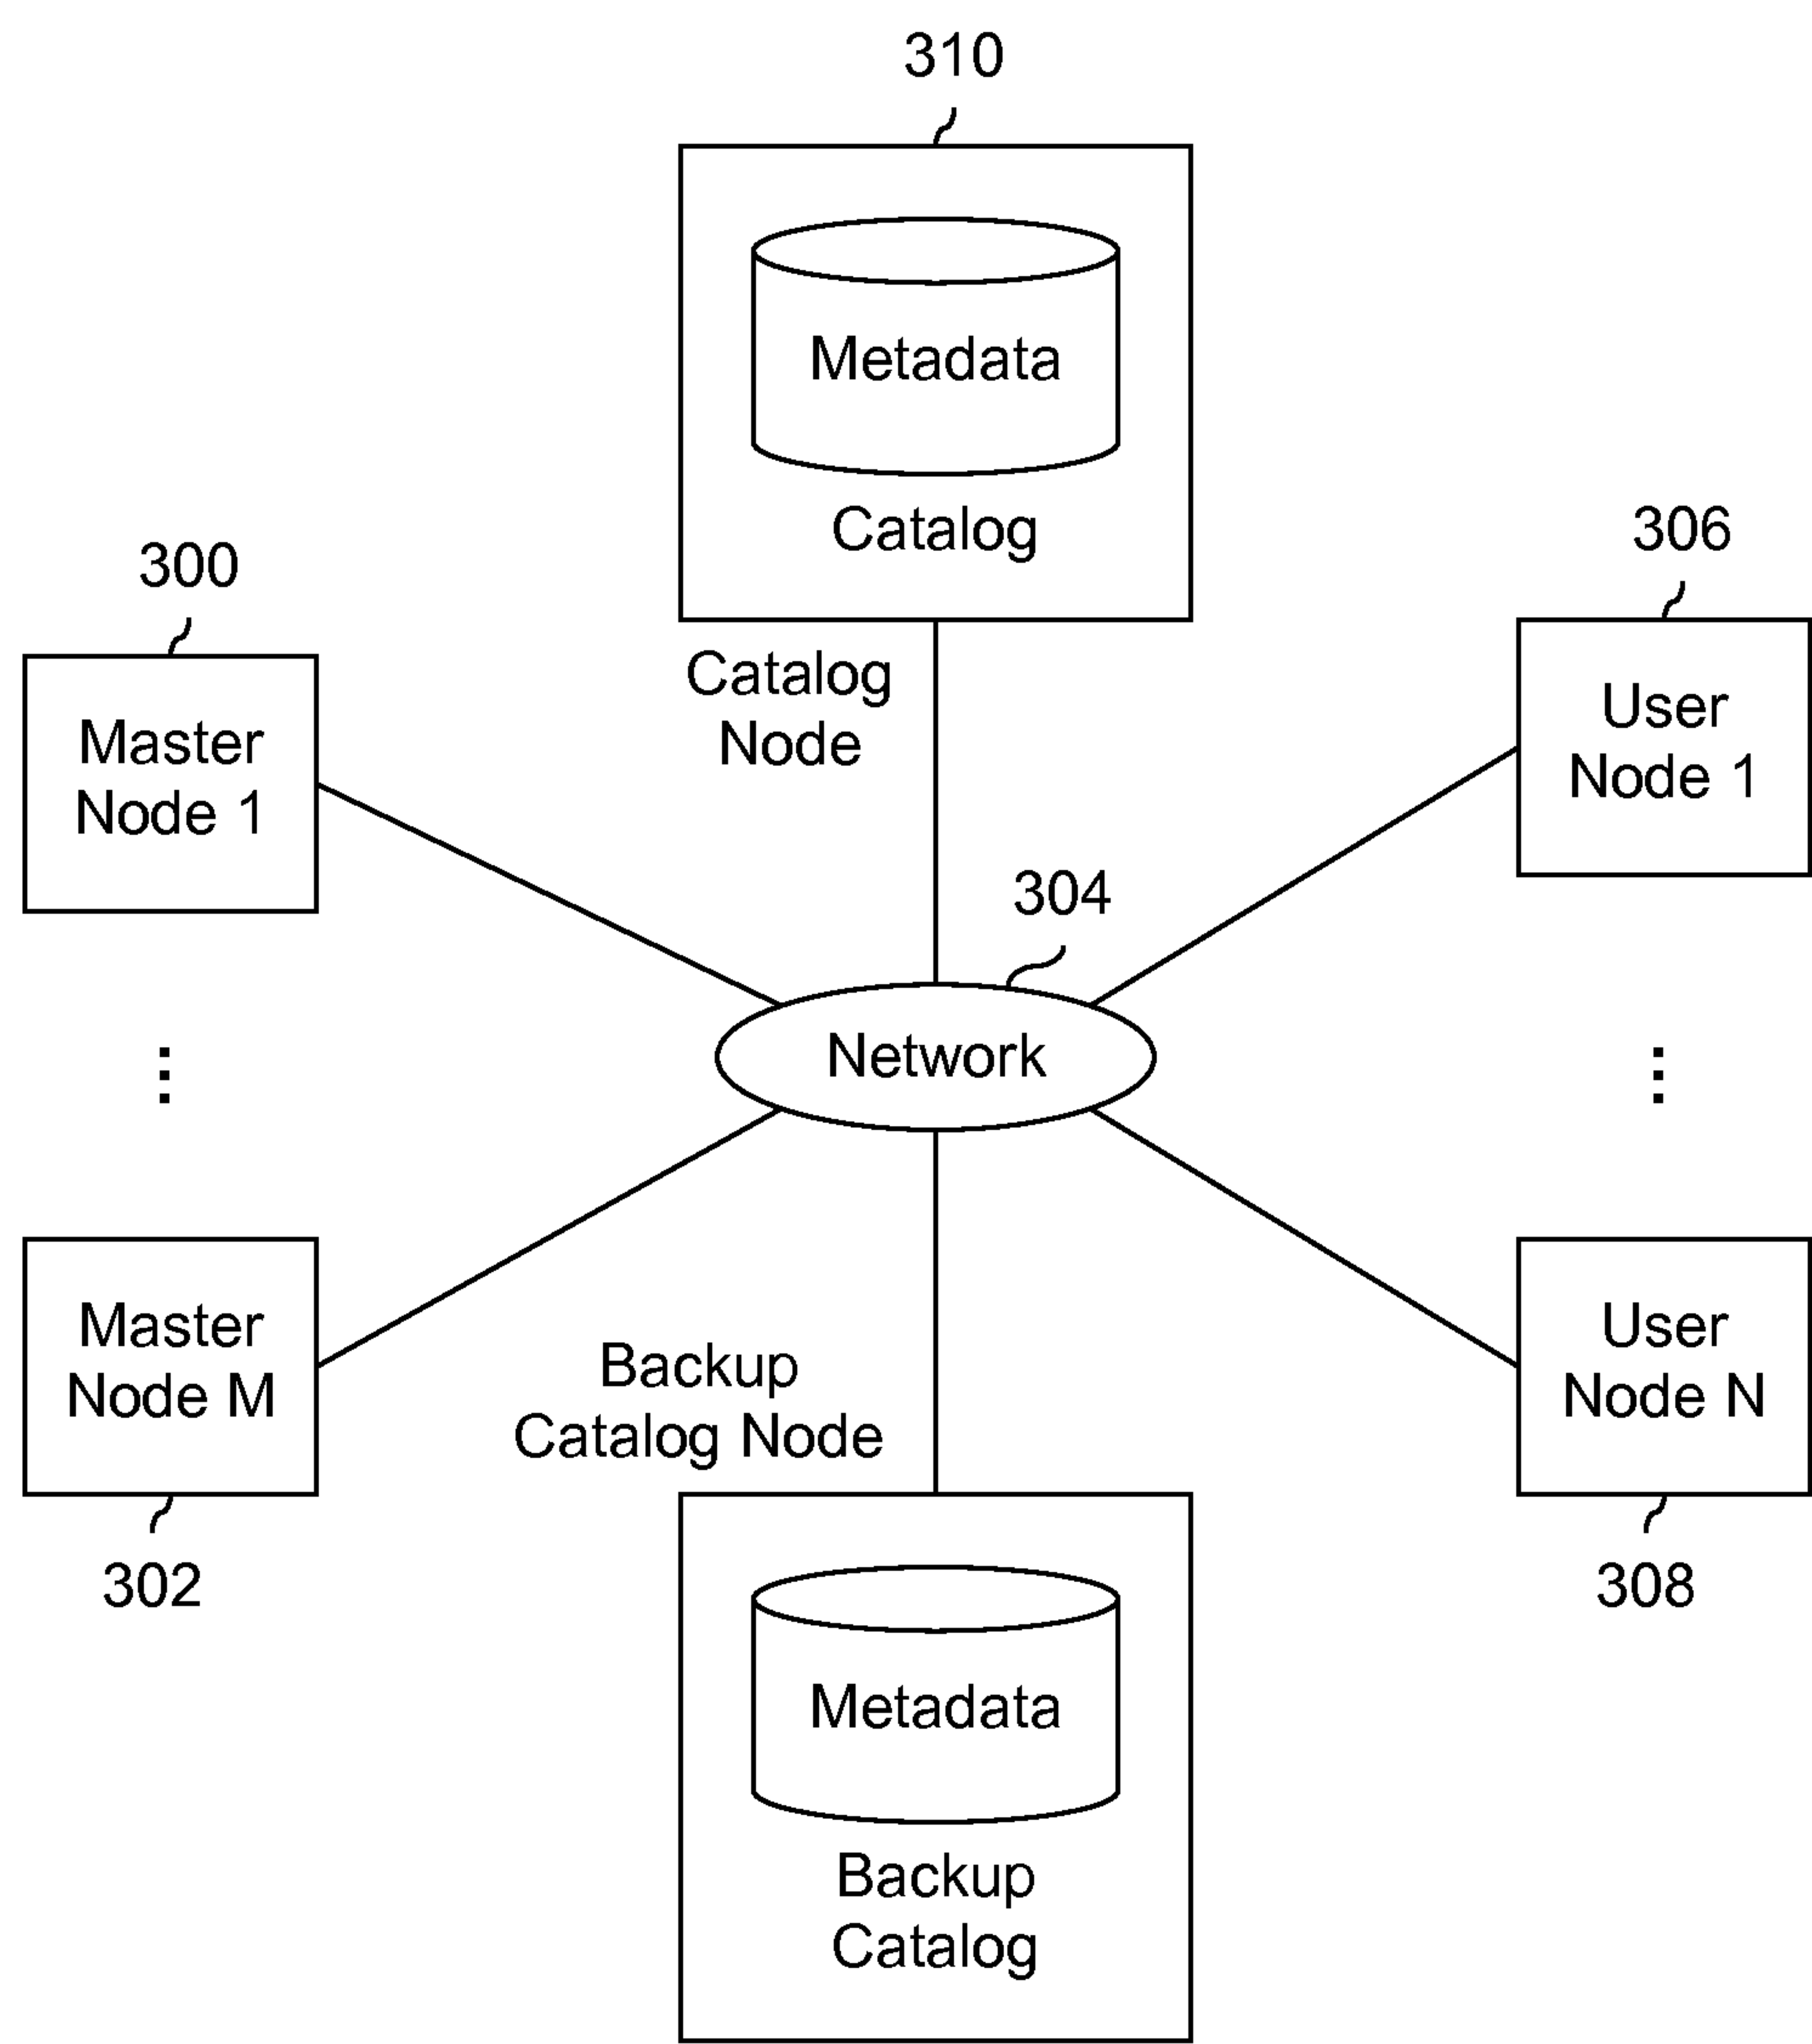 310
Metadata
Catalog
300
306
Master
Node 1
Catalog
Node
User
Node 1
304
Network
⋮
⋮
Master
Node M
Backup
Catalog Node
User
Node N
302
308
Metadata
Backup
Catalog